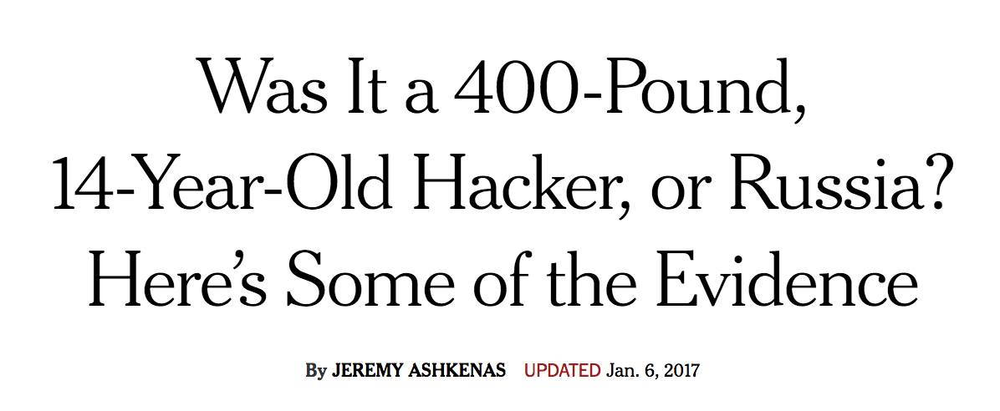 Was It a 400-Pound,
14-Year-Old Hacker, or Russia?
Here’s Some of the Evidence
By JEREMY ASHKENAS UPDATED Jan. 6, 2017